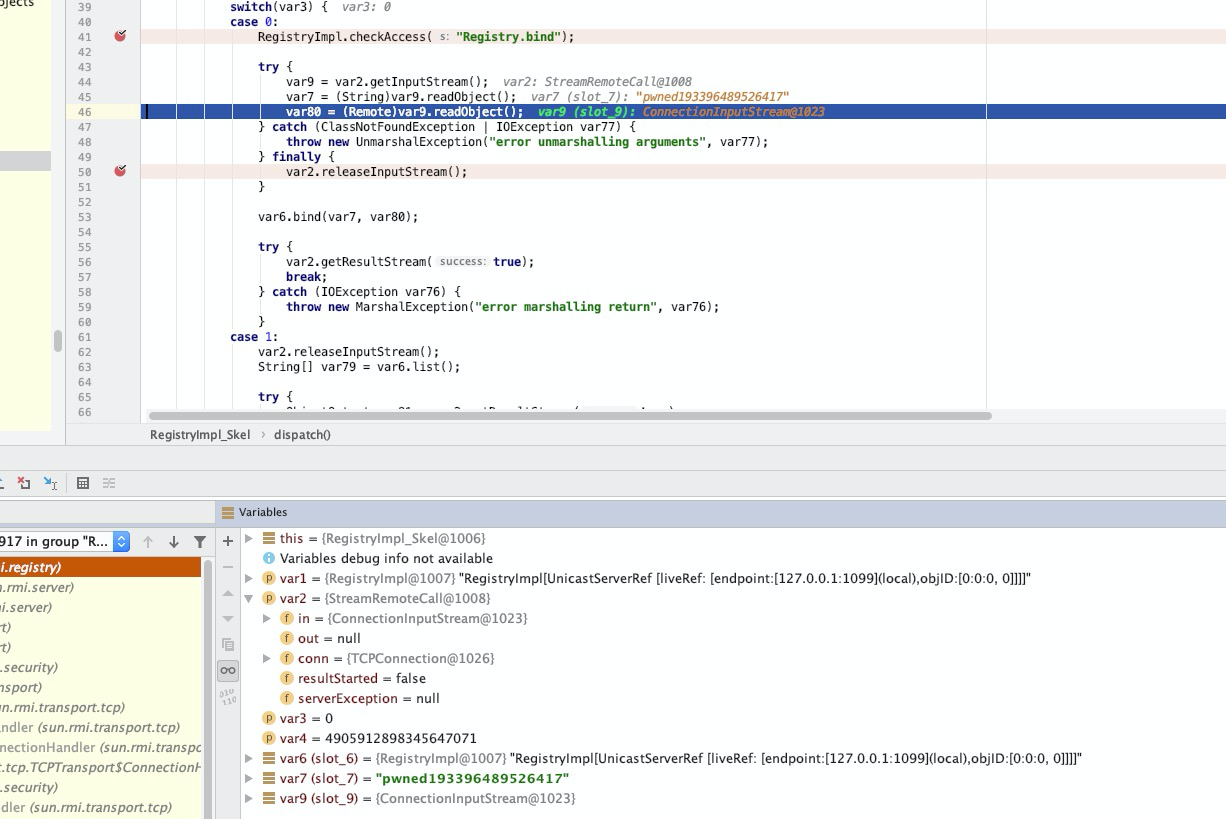 ojects
39 switch(var3) { var3: 0
40 case 0:
41 RegistryImpl.checkAccess( s: "Registry.bind");
42
43 try {
44 var9 = var2.getInputStream(); var2: StreamRemoteCall@1008
45 var7 = (String)var9.readObject(); var7 (slot_7): "pwned193396489526417"
46 var80 = (Remote)var9.readObject(); var9 (slot_9): ConnectionInputStream@1023
47 } catch (ClassNotFoundException | IOException var77) {
48 throw new UnmarshalException("error unmarshalling arguments", var77);
49 } finally {
50 var2.releaseInputStream();
51 }
52
53 var6.bind(var7, var80);
54
55 try {
56 var2.getResultStream( success: true);
57 break;
58 } catch (IOException var76) {
59 throw new MarshalException("error marshalling return", var76);
60 }
61 case 1:
62 var2.releaseInputStream();
63 String[] var79 = var6.list();
64
65 try {
66
RegistryImpl_Skel › dispatch()
Variables
917 in group "R...
i.registry)
n.rmi.server)
mi.server)
rt)
rt)
.security)
nsport)
un.rmi.transport.tcp)
andler (sun.rmi.transport.tcp)
nectionHandler (sun.rmi.transpo
t.tcp.TCPTransport$ConnectionH
.security)
dler (sun.rmi.transport.tcp)
this = {RegistryImpl_Skel@1006}
Variables debug info not available
var1 = {RegistryImpl@1007} "RegistryImpl[UnicastServerRef [liveRef: [endpoint:[127.0.0.1:1099](local),objID:[0:0:0, 0]]]]"
var2 = {StreamRemoteCall@1008}
in = {ConnectionInputStream@1023}
out = null
conn = {TCPConnection@1026}
resultStarted = false
serverException = null
var3 = 0
var4 = 4905912898345647071
var6 (slot_6) = {RegistryImpl@1007} "RegistryImpl[UnicastServerRef [liveRef: [endpoint:[127.0.0.1:1099](local),objID:[0:0:0, 0]]]]"
var7 (slot_7) = "pwned193396489526417"
var9 (slot_9) = {ConnectionInputStream@1023}